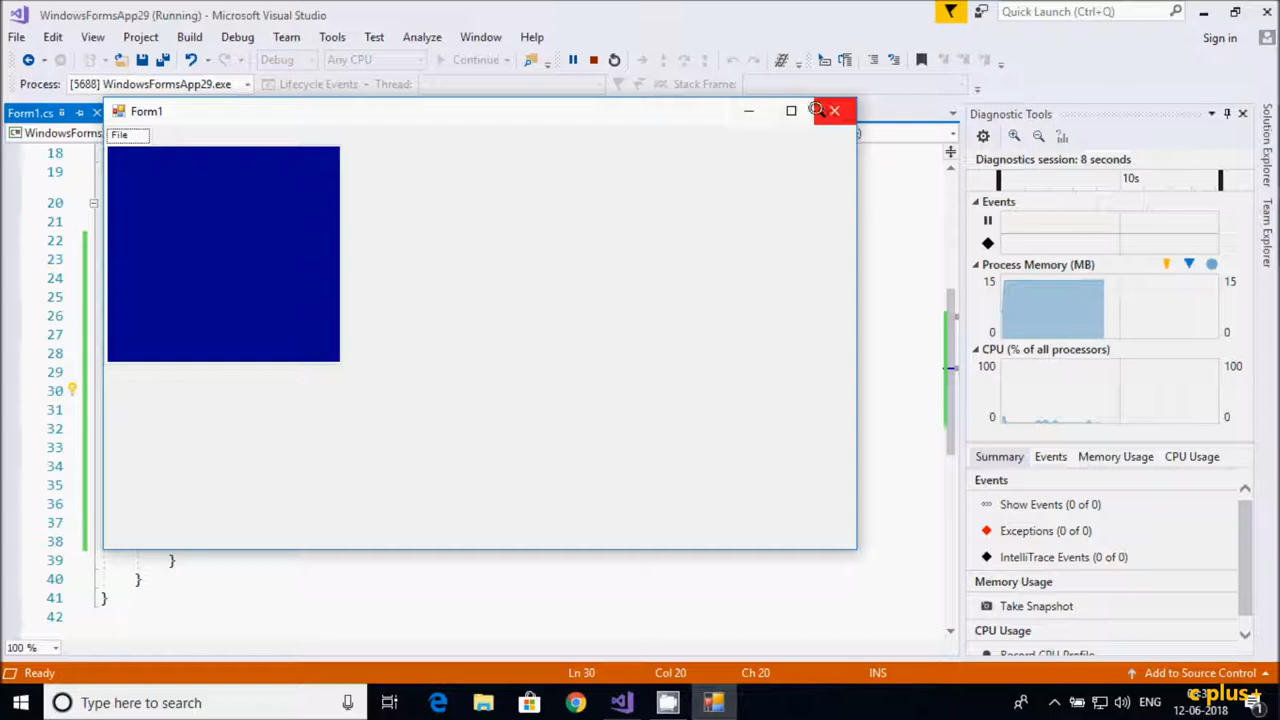 WindowsFormsApp29 (Running) - Microsoft Visual Studio
Quick Launch (Ctrl+Q)
File Edit View Project Build Debug Team Tools Test Analyze Window Help
Sign in
Debug Any CPU Continue
Process: [5688] WindowsFormsApp29.exe Lifecycle Events Thread: Stack Frame:
Form1.cs
Form1
WindowsForms
File
18
19
20
21
22
23
24
25
26
27
28
29
30
31
32
33
34
35
36
37
38
39 }
40 }
41 }
42
100 %
Diagnostic Tools
Diagnostics session: 8 seconds
10s
Events
Process Memory (MB)
15 15
0 0
CPU (% of all processors)
100 100
0 0
Summary Events Memory Usage CPU Usage
Events
Show Events (0 of 0)
Exceptions (0 of 0)
IntelliTrace Events (0 of 0)
Memory Usage
Take Snapshot
CPU Usage
Record CPU Profile
Solution Explorer
Team Explorer
Ready Ln 30 Col 20 Ch 20 INS Add to Source Control
Type here to search
ENG
12-06-2018
c plus+
1